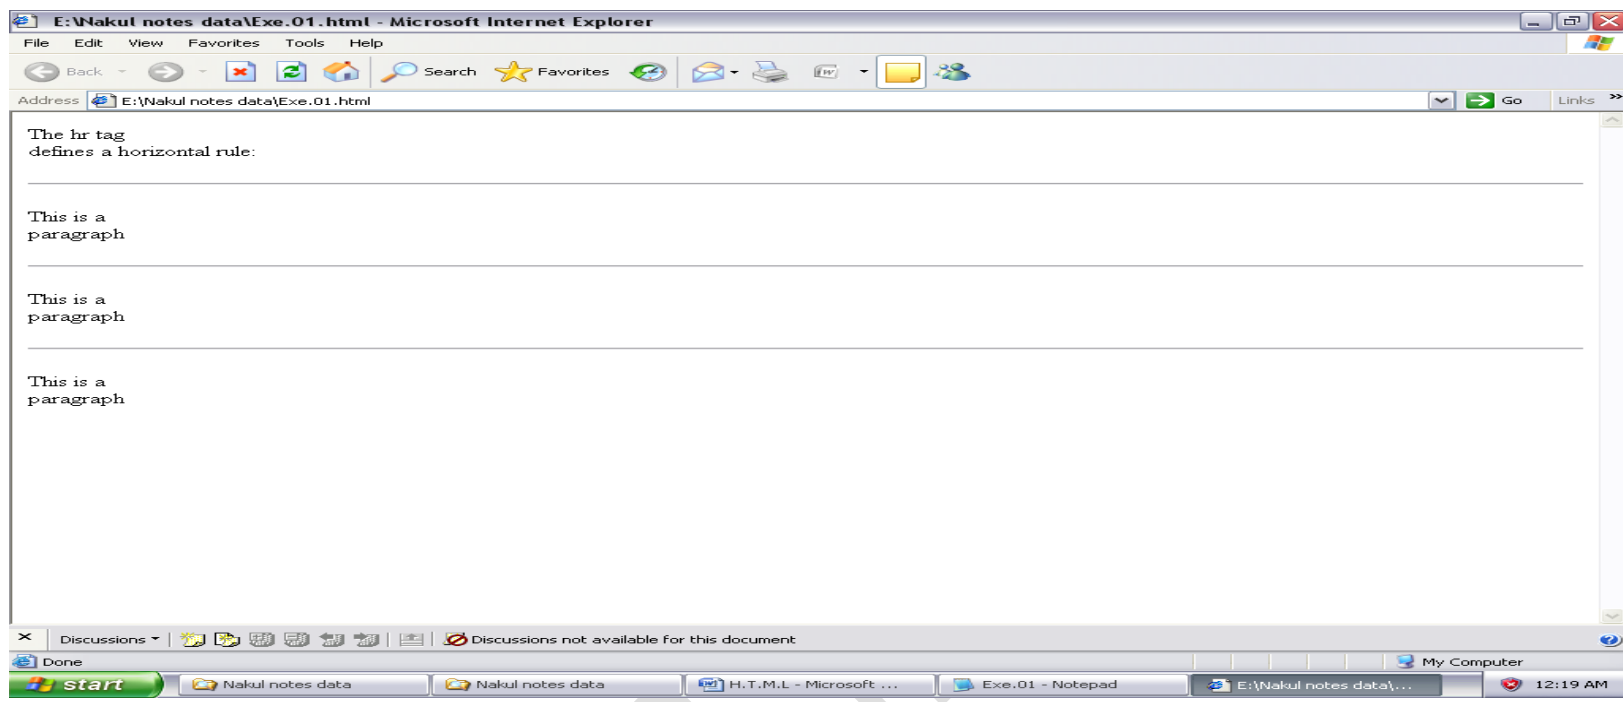 E:\Nakul notes data\Exe.01.html - Microsoft Internet Explorer
File Edit View Favorites Tools Help
Back Search Favorites
Address E:\Nakul notes data\Exe.01.html Go Links »
The hr tag
defines a horizontal rule:
This is a
paragraph
This is a
paragraph
This is a
paragraph
Discussions Discussions not available for this document
Done My Computer
start Nakul notes data Nakul notes data H.T.M.L - Microsoft ... Exe.01 - Notepad E:\Nakul notes data\... 12:19 AM